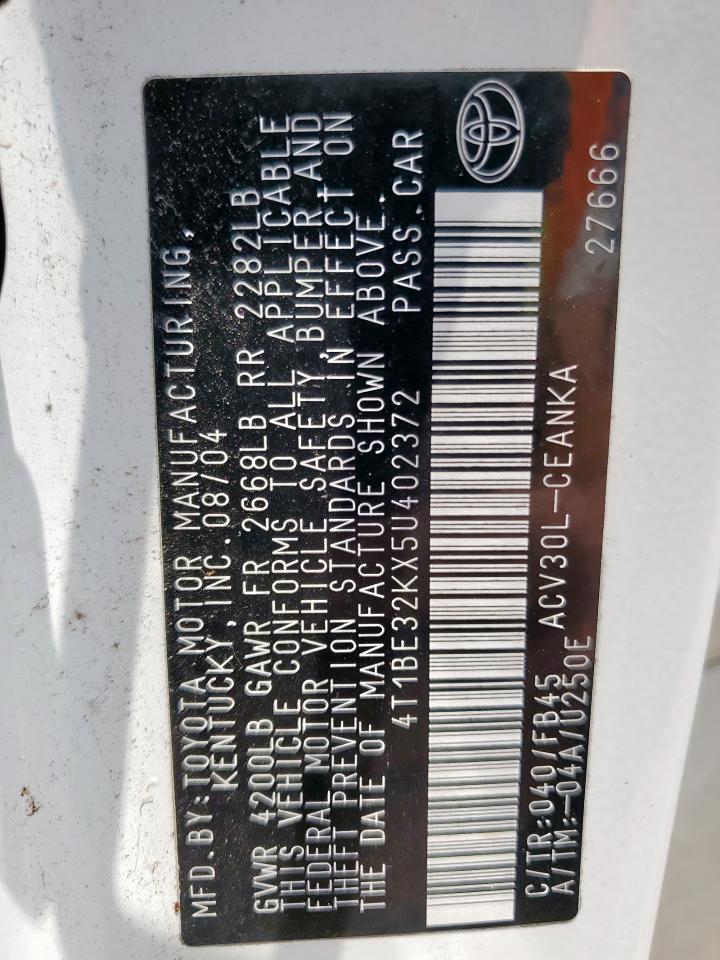 MFD.BY:TOYOTA MOTOR MANUFACTURING,
KENTUCKY,INC.08/04
GVWR 4200LB GAWR FR 2668LB RR 2282LB
THIS VEHICLE CONFORMS TO ALL APPLICABLE
FEDERAL MOTOR VEHICLE SAFETY,BUMPER,AND
THEFT PREVENTION STANDARDS IN EFFECT ON
THE DATE OF MANUFACTURE SHOWN ABOVE.
4T1BE32KX5U402372 PASS.CAR
C/TR:040/FB45 ACV30L-CEANKA 27666
A/TM:-04A/U250E